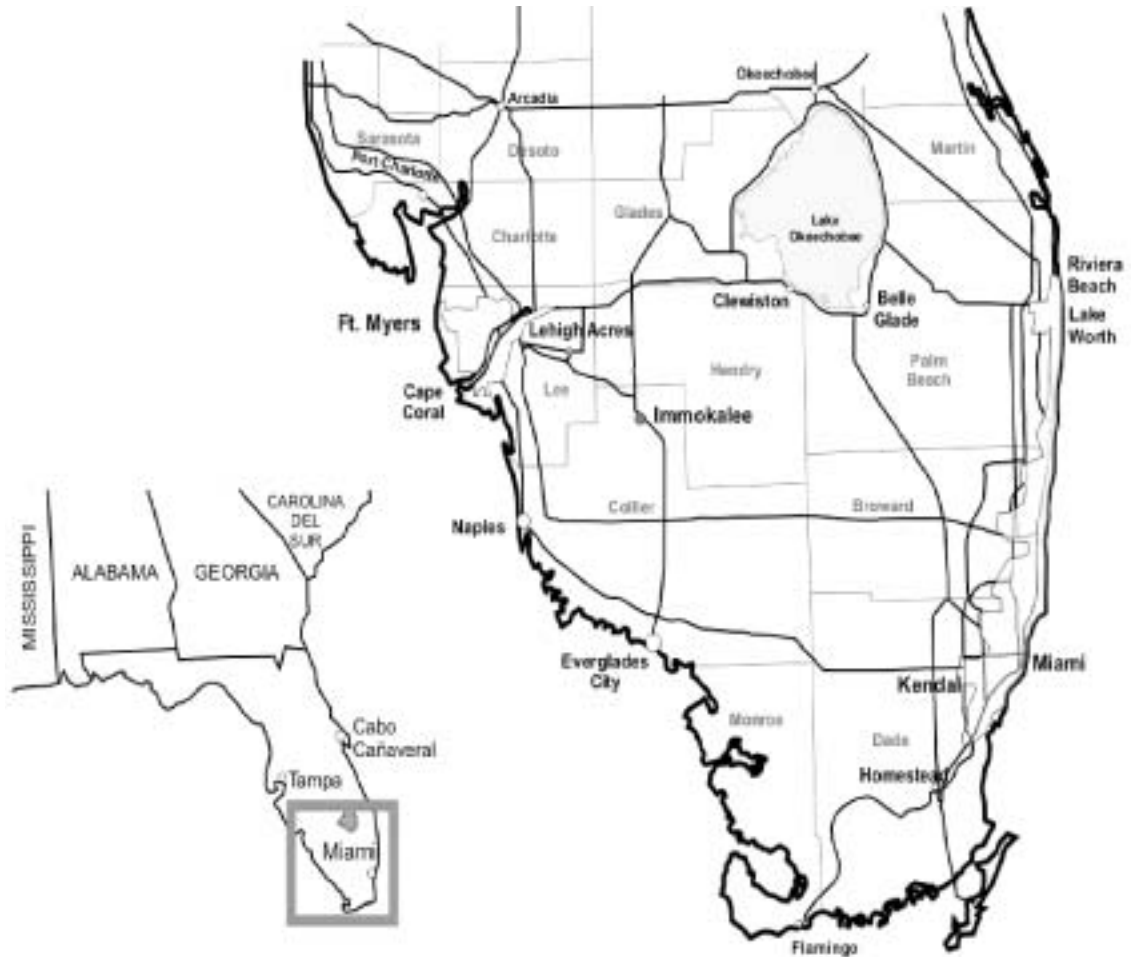 Okeechobee
Arcadia
Sarasota
Desoto
Martin
Port Charlotte
Glades
Charlotte
Lake
Okeechobee
Riviera
Beach
Clewiston
Belle
Glade
Lake
Worth
Ft. Myers
Lehigh Acres
Palm
Beach
Hendry
Lee
Cape
Coral
Immokalee
Collier
Broward
Naples
Everglades
City
Miami
Kendal
Monroe
Dade
Homestead
Flamingo
CAROLINA
DEL
SUR
MISSISSIPPI
ALABAMA
GEORGIA
Cabo
Cañaveral
Tampa
Miami